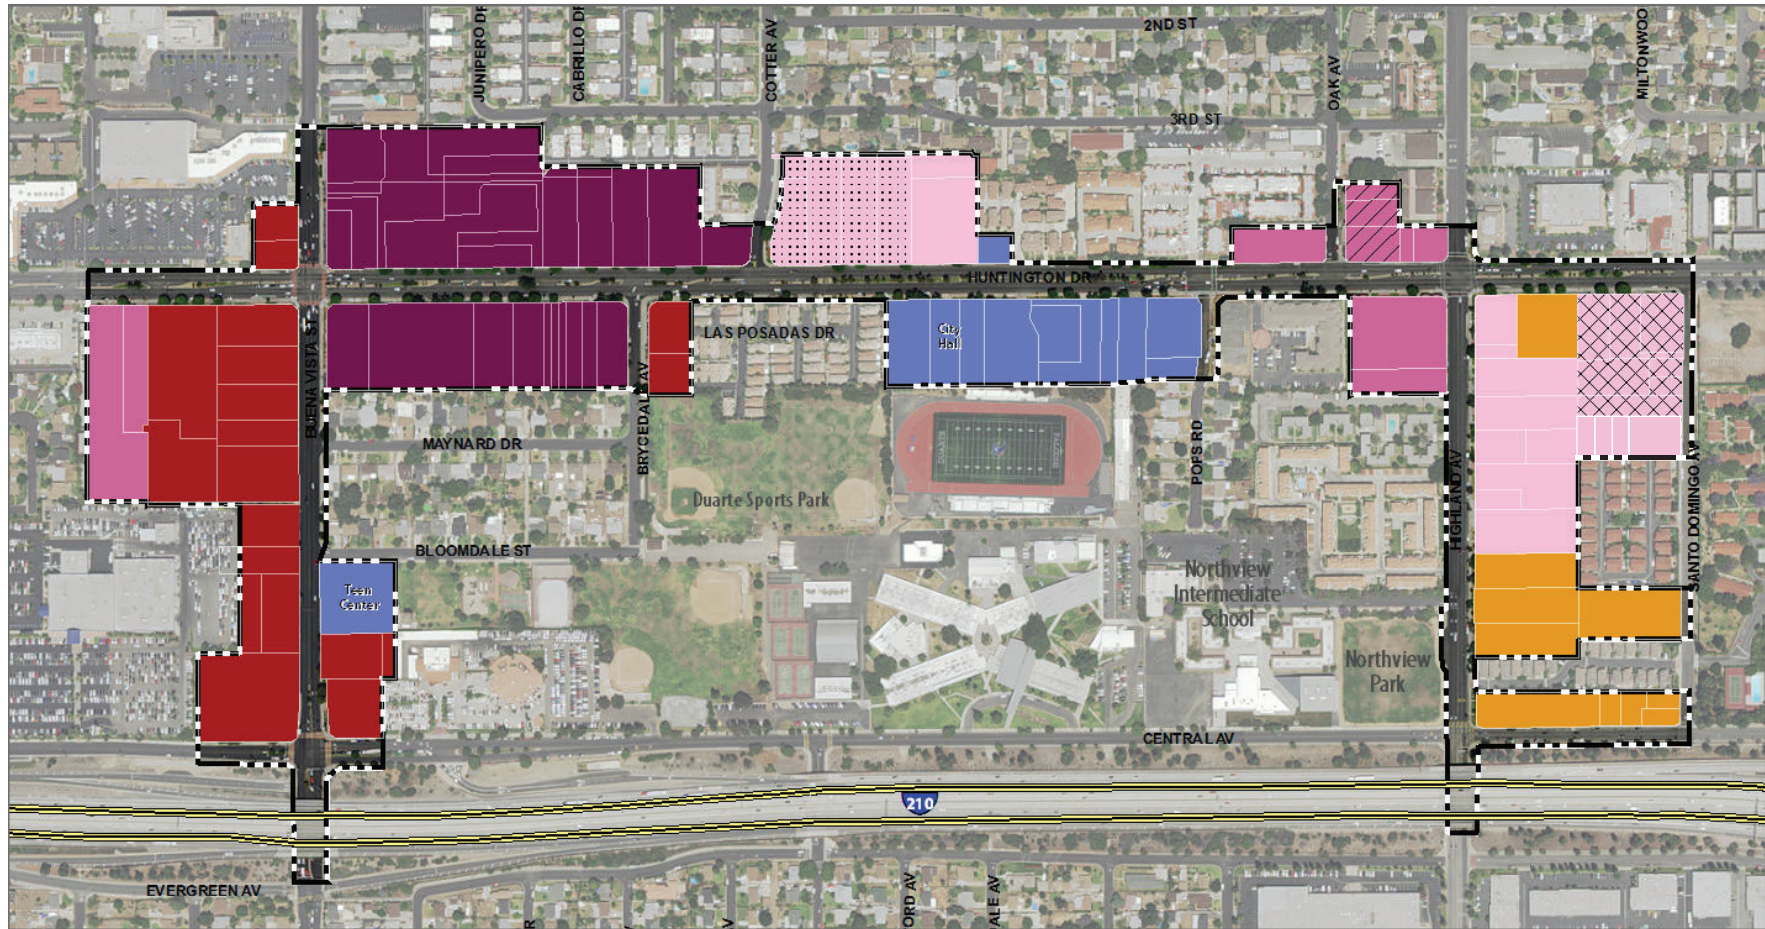 2ND ST
JUNIPERO DR
CABRILLO DR
COTTER AV
OAK AV
MILTONWOO
3RD ST
HUNTINGTON DR
BUENA VISTA ST
LAS POSADAS DR
City
Hall
BRYCEDALE AV
MAYNARD DR
POPS RD
HIGHLAND AV
SANTO DOMINGO AV
Duarte Sports Park
BLOOMDALE ST
Teen
Center
Northview
Intermediate
School
Northview
Park
CENTRAL AV
210
EVERGREEN AV
R
V
V
ORD AV
ALE AV